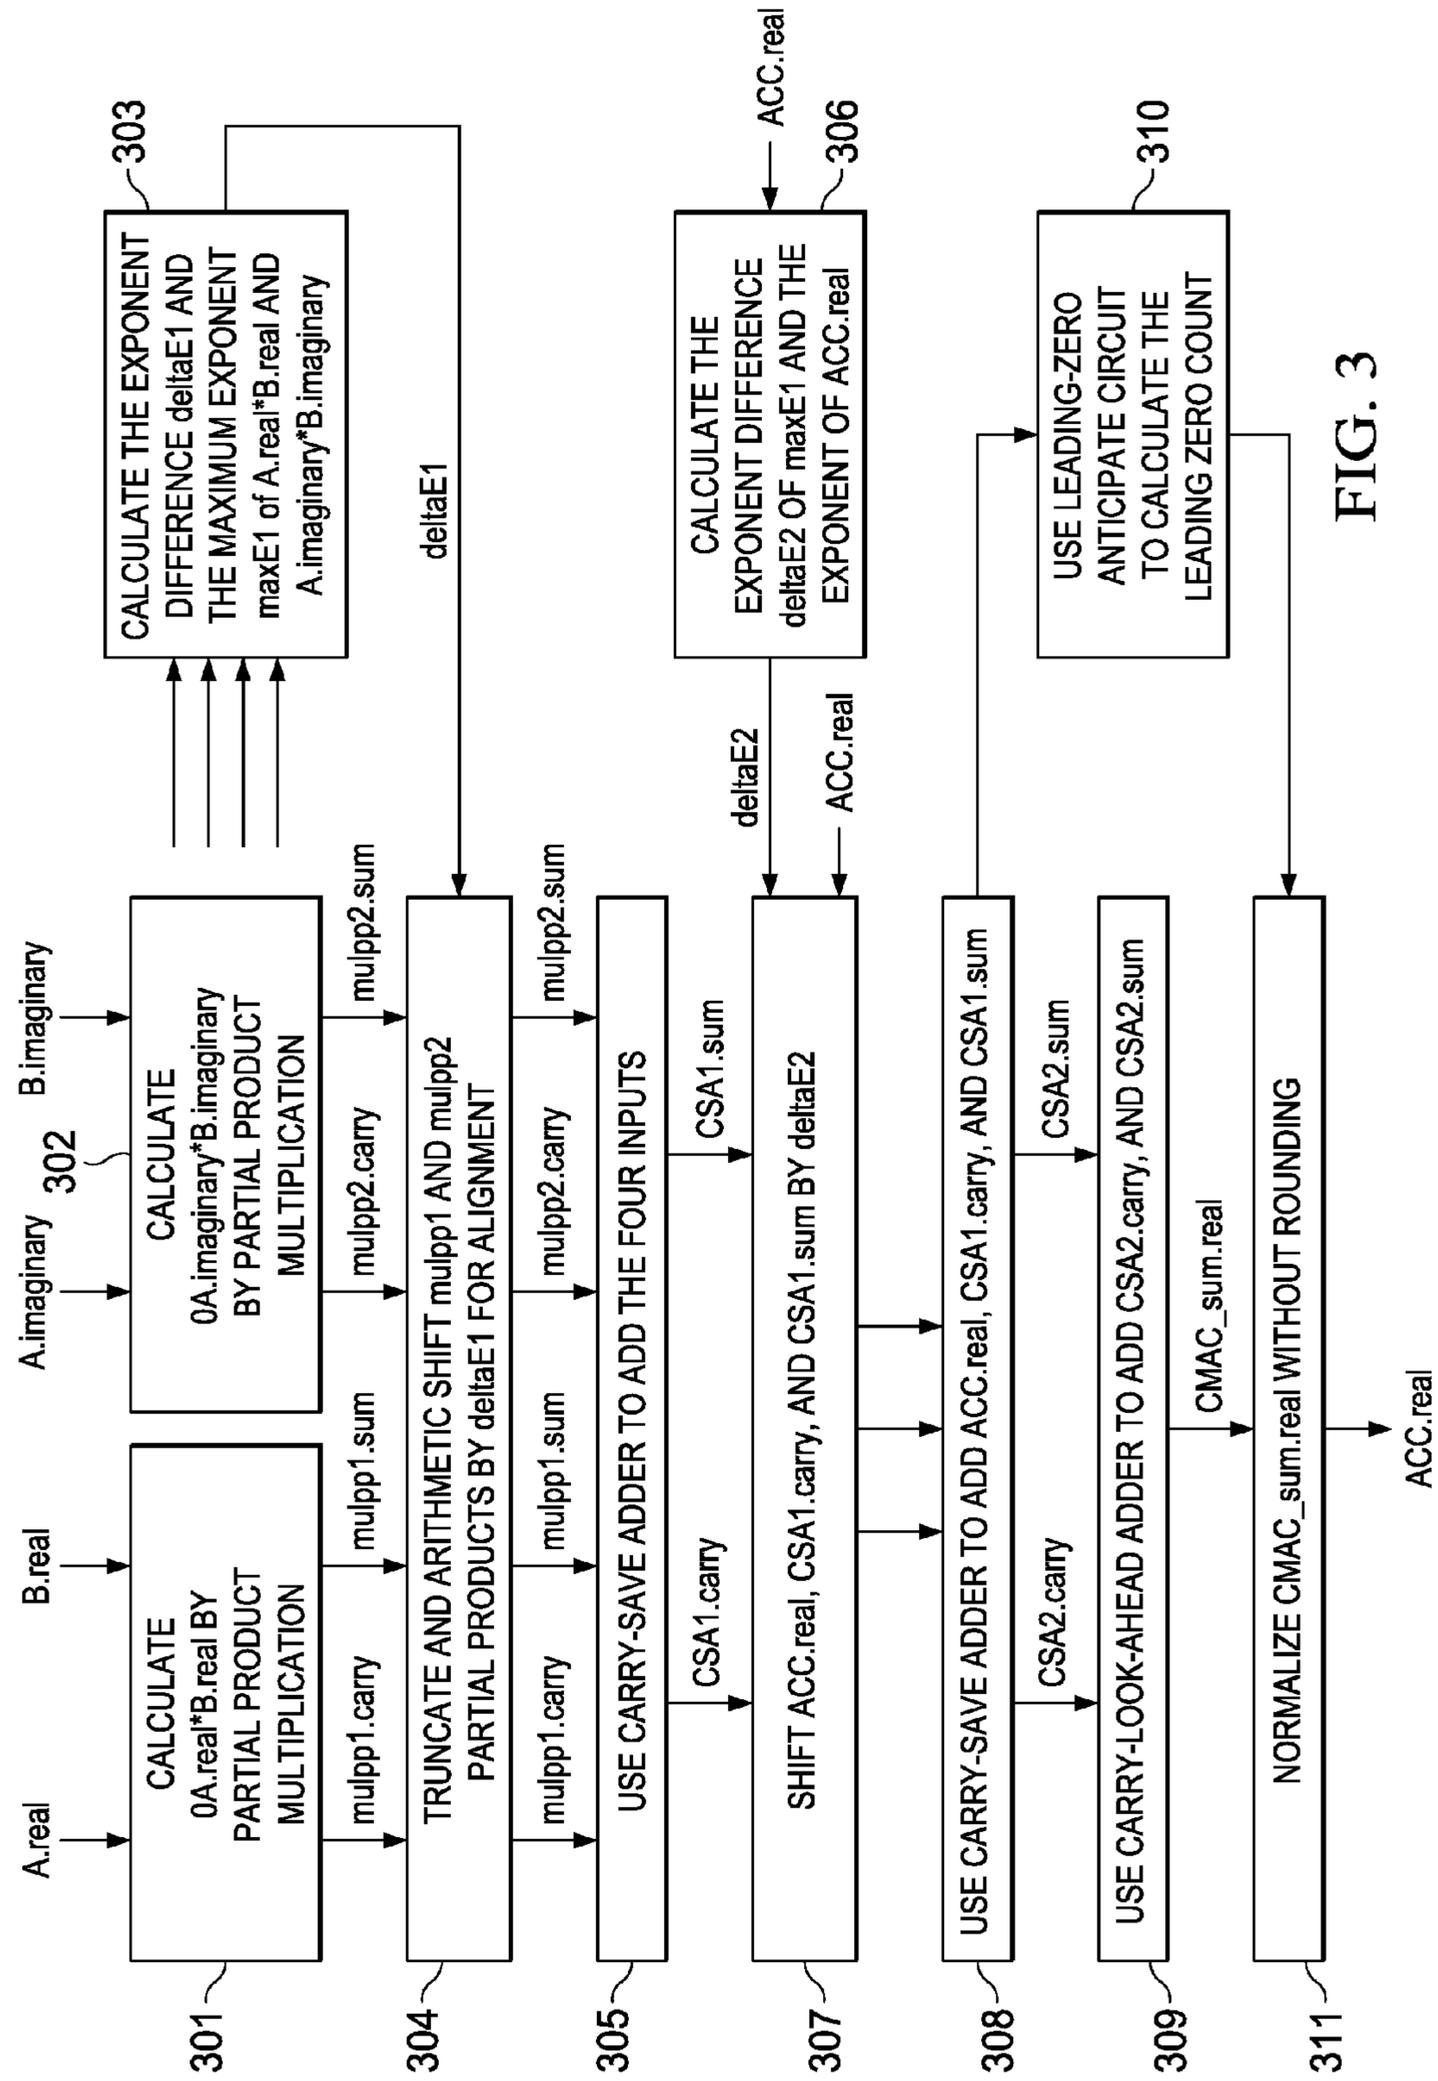 A.real
B.real
A.imaginary
B.imaginary
301
CALCULATE
0A.real*B.real BY
PARTIAL PRODUCT
MULTIPLICATION
302
CALCULATE
0A.imaginary*B.imaginary
BY PARTIAL PRODUCT
MULTIPLICATION
303
CALCULATE THE EXPONENT
DIFFERENCE deltaE1 AND
THE MAXIMUM EXPONENT
maxE1 of A.real*B.real AND
A.imaginary*B.imaginary
mulpp1.carry
mulpp1.sum
mulpp2.carry
mulpp2.sum
deltaE1
304
TRUNCATE AND ARITHMETIC SHIFT mulpp1 AND mulpp2
PARTIAL PRODUCTS BY deltaE1 FOR ALIGNMENT
mulpp1.carry
mulpp1.sum
mulpp2.carry
mulpp2.sum
305
USE CARRY-SAVE ADDER TO ADD THE FOUR INPUTS
CSA1.carry
CSA1.sum
306
CALCULATE THE
EXPONENT DIFFERENCE
deltaE2 OF maxE1 AND THE
EXPONENT OF ACC.real
ACC.real
deltaE2
ACC.real
307
SHIFT ACC.real, CSA1.carry, AND CSA1.sum BY deltaE2
308
USE CARRY-SAVE ADDER TO ADD ACC.real, CSA1.carry, AND CSA1.sum
CSA2.carry
CSA2.sum
309
USE CARRY-LOOK-AHEAD ADDER TO ADD CSA2.carry, AND CSA2.sum
310
USE LEADING-ZERO
ANTICIPATE CIRCUIT
TO CALCULATE THE
LEADING ZERO COUNT
CMAC_sum.real
311
NORMALIZE CMAC_sum.real WITHOUT ROUNDING
ACC.real
FIG. 3